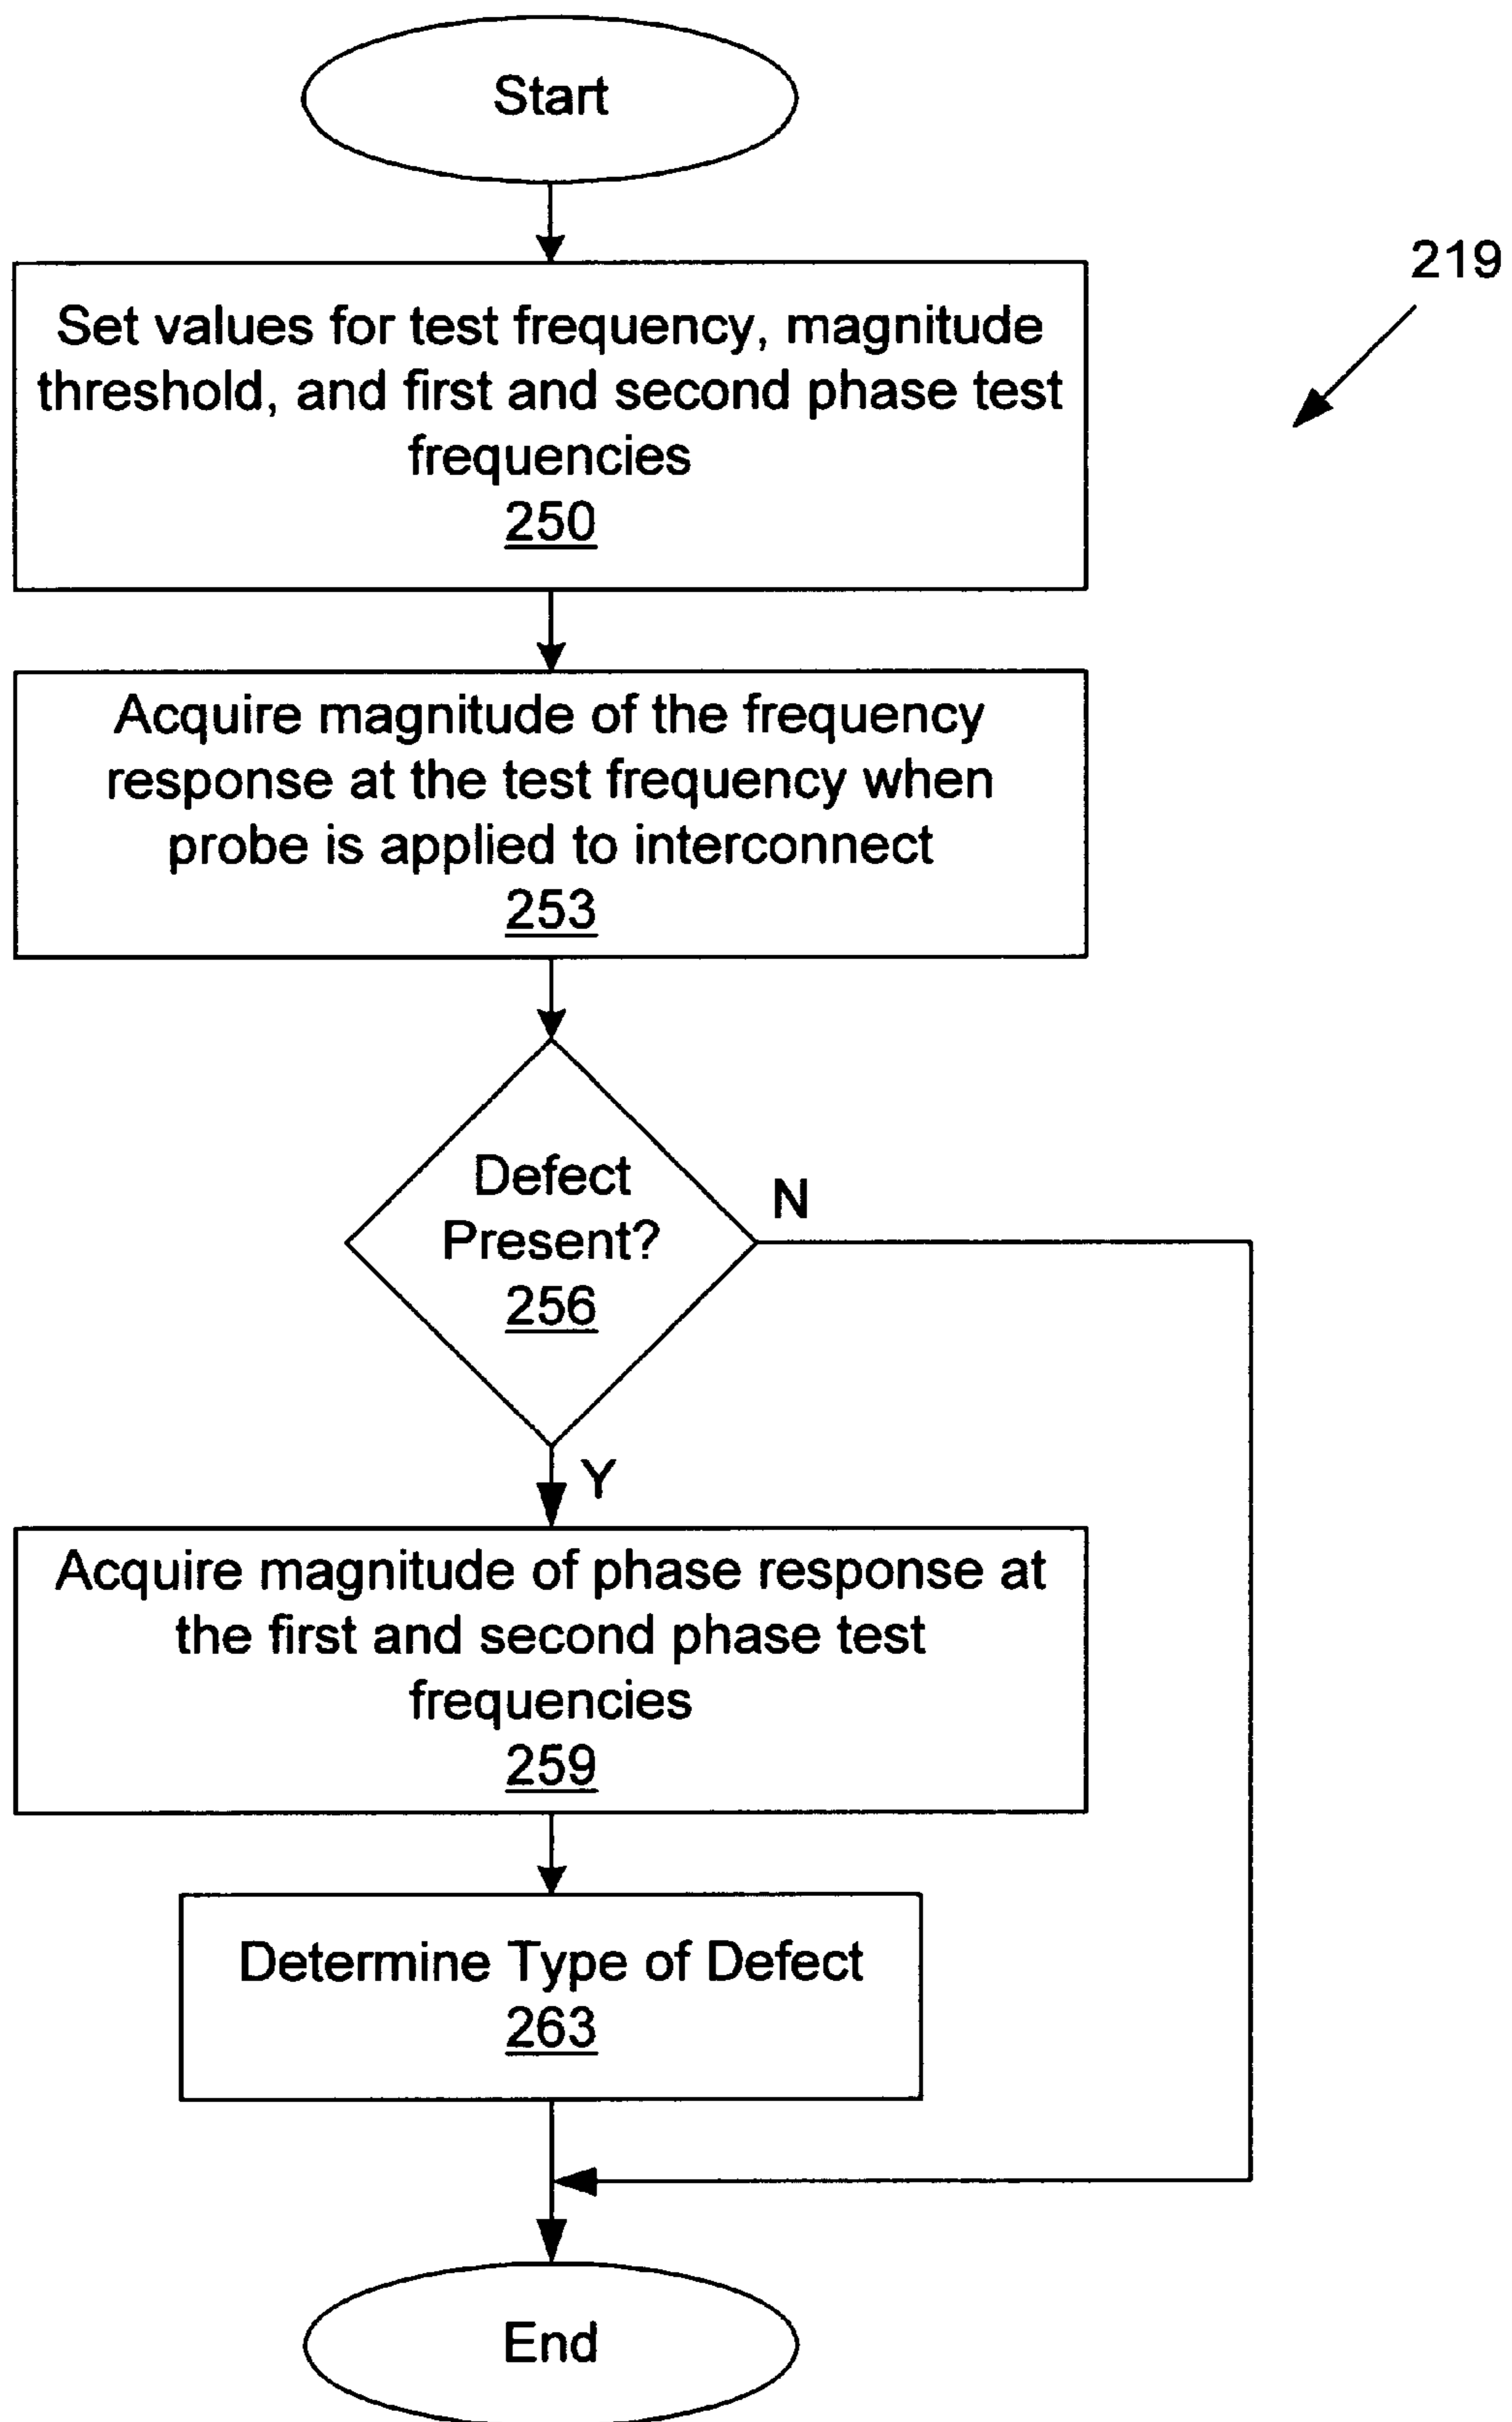 Start
219
Set values for test frequency, magnitude
threshold, and first and second phase test
frequencies
250
Acquire magnitude of the frequency
response at the test frequency when
probe is applied to interconnect
253
Defect
Present?
256
N
Y
Acquire magnitude of phase response at
the first and second phase test
frequencies
259
Determine Type of Defect
263
End